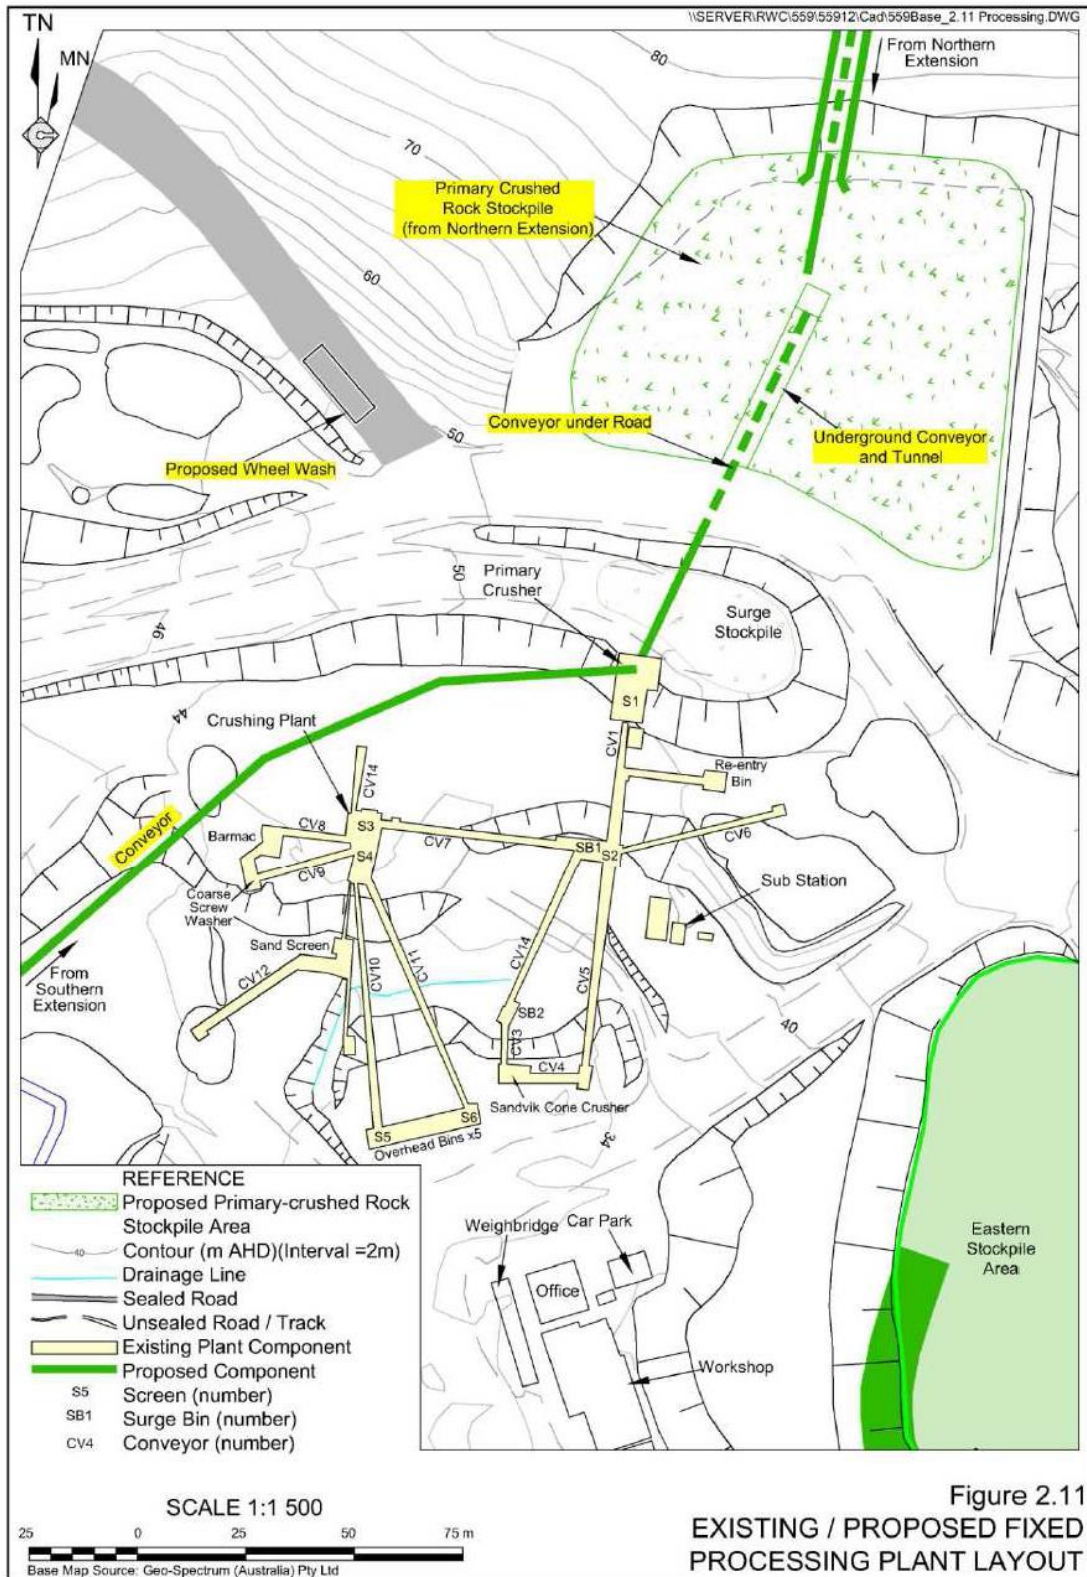 \\SERVER\RWC\559\55912\Cad\559Base_2.11 Processing.DWG
TN
MN
From Northern
Extension
80
70
60
50
Primary Crushed
Rock Stockpile
(from Northern Extension)
Conveyor under Road
Underground Conveyor
and Tunnel
Proposed Wheel Wash
50
46
44
Primary
Crusher
Surge
Stockpile
S1
Crushing Plant
CV1
Re-entry
Bin
CV14
Conveyor
Barmac
CV8
S3
CV7
SB1
S2
CV6
S4
CV9
Coarse
Screw
Washer
Sub Station
Sand Screen
CV12
CV10
CV11
CV14
CV5
From
Southern
Extension
SB2
CV3
CV4
40
Sandvik Cone Crusher
S5
S6
Overhead Bins x5
34
Weighbridge
Car Park
Office
Workshop
Eastern
Stockpile
Area
REFERENCE
Proposed Primary-crushed Rock
Stockpile Area
40
Contour (m AHD)(Interval =2m)
Drainage Line
Sealed Road
Unsealed Road / Track
Existing Plant Component
Proposed Component
S5 Screen (number)
SB1 Surge Bin (number)
CV4 Conveyor (number)
SCALE 1:1 500
25 0 25 50 75 m
Base Map Source: Geo-Spectrum (Australia) Pty Ltd
Figure 2.11
EXISTING / PROPOSED FIXED
PROCESSING PLANT LAYOUT